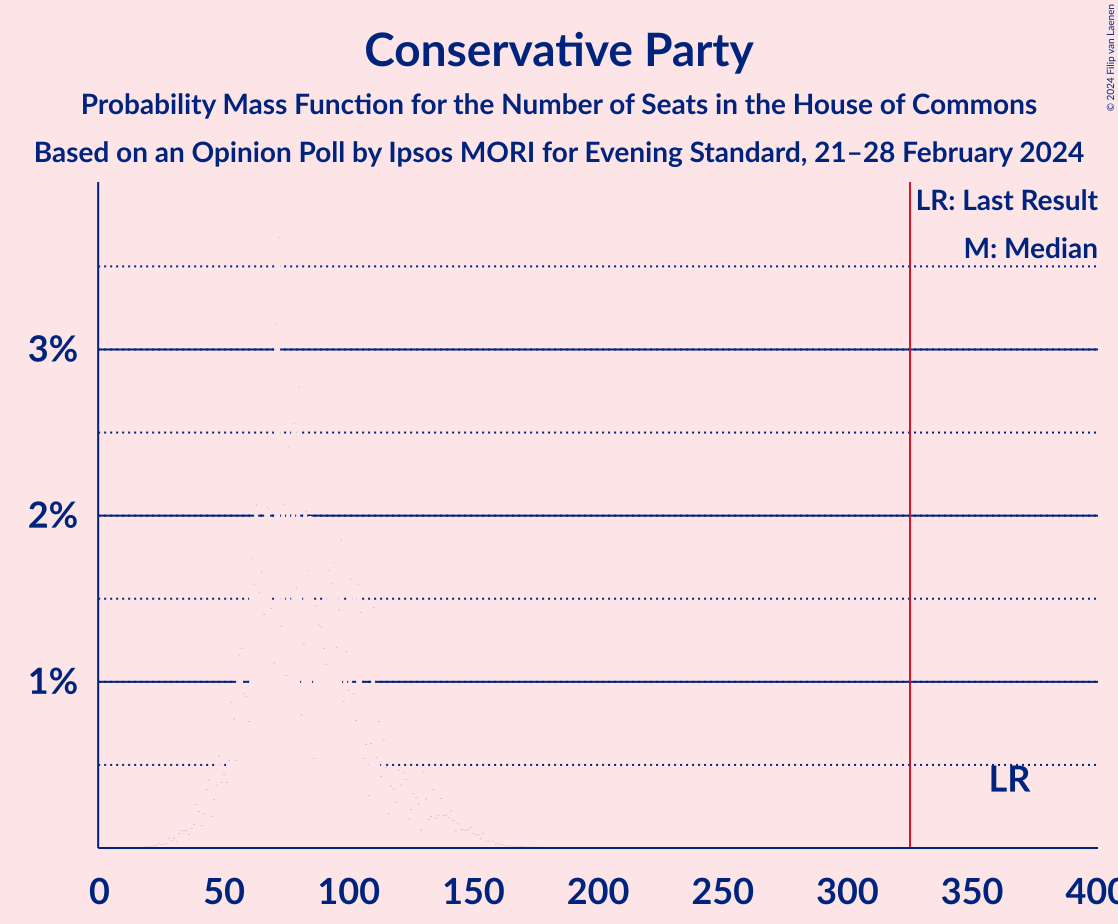 Conservative Party
Probability Mass Function for the Number of Seats in the House of Commons
Based on an Opinion Poll by Ipsos MORI for Evening Standard, 21–28 February 2024
© 2024 Filip van Laenen
LR: Last Result
M: Median
3%
2%
1%
LR
0 50 100 150 200 250 300 350 400